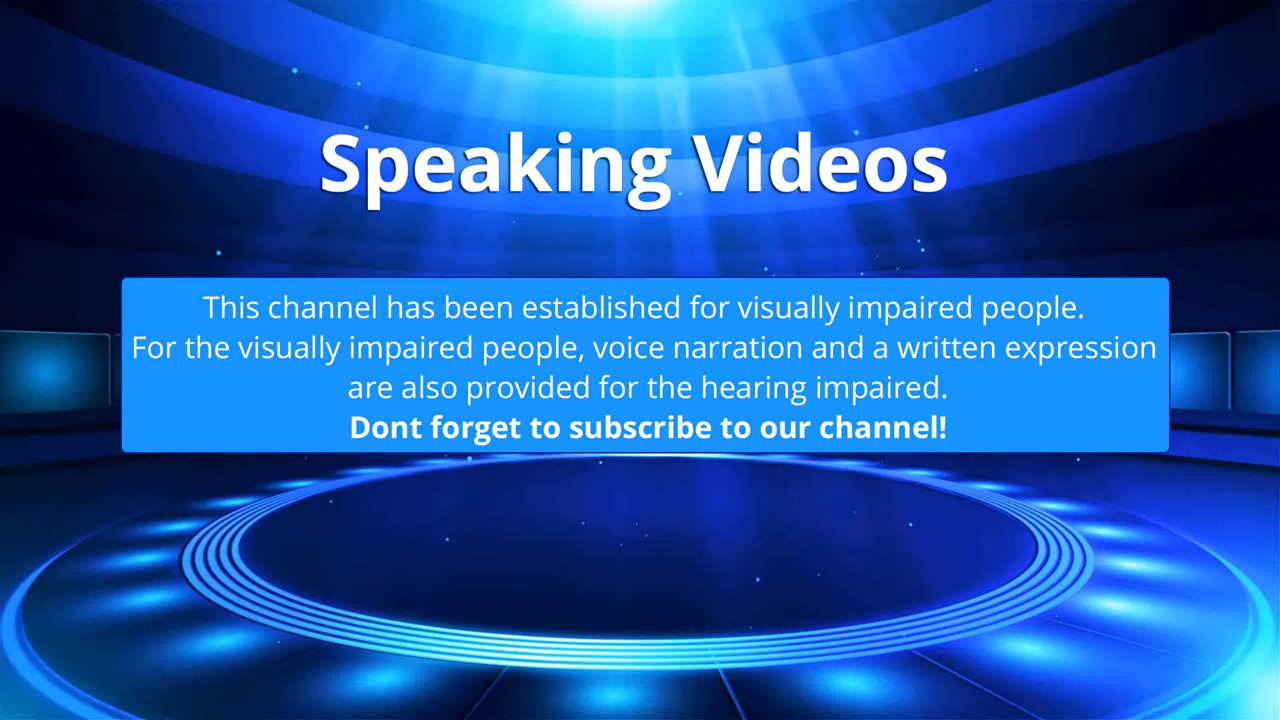 Speaking Videos
This channel has been established for visually impaired people.
For the visually impaired people, voice narration and a written expression
are also provided for the hearing impaired.
Dont forget to subscribe to our channel!